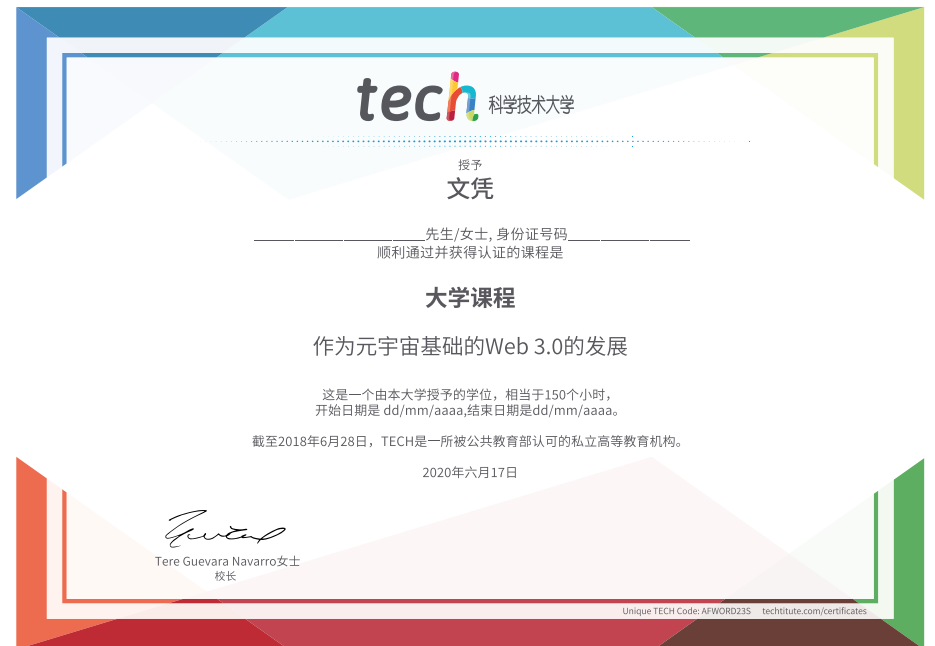 tech 科学技术大学
授予
文凭
先生/女士, 身份证号码
顺利通过并获得认证的课程是
大学课程
作为元宇宙基础的Web 3.0的发展
这是一个由本大学授予的学位，相当于150个小时，
开始日期是 dd/mm/aaaa,结束日期是dd/mm/aaaa。
截至2018年6月28日，TECH是一所被公共教育部认可的私立高等教育机构。
2020年六月17日
Tere Guevara Navarro女士
校长
Unique TECH Code: AFWORD23S techtitute.com/certificates